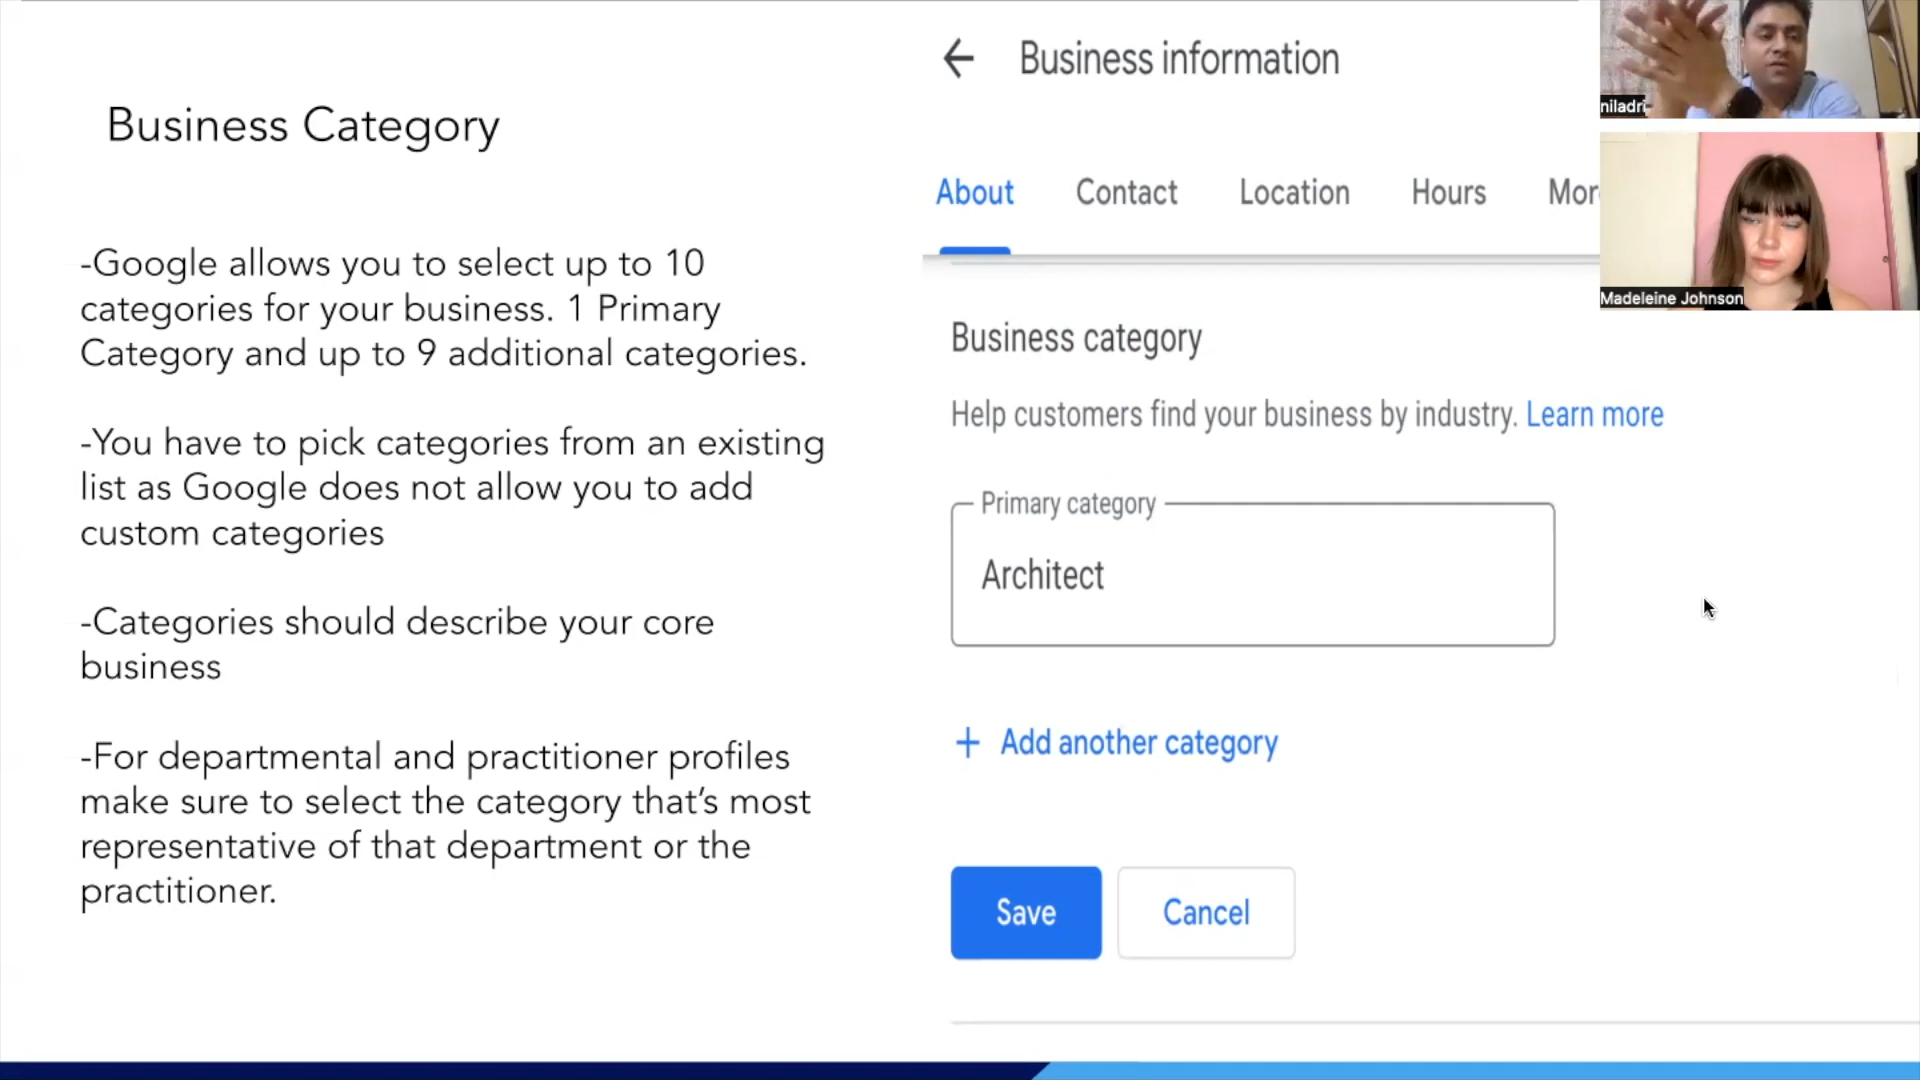 Business Category
-Google allows you to select up to 10
categories for your business. 1 Primary
Category and up to 9 additional categories.
-You have to pick categories from an existing
list as Google does not allow you to add
custom categories
-Categories should describe your core
business
-For departmental and practitioner profiles
make sure to select the category that’s most
representative of that department or the
practitioner.
Business information
About Contact Location Hours
Business category
Help customers find your business by industry. Learn more
Primary category
Architect
+ Add another category
Save Cancel
niladri
Madeleine Johnson